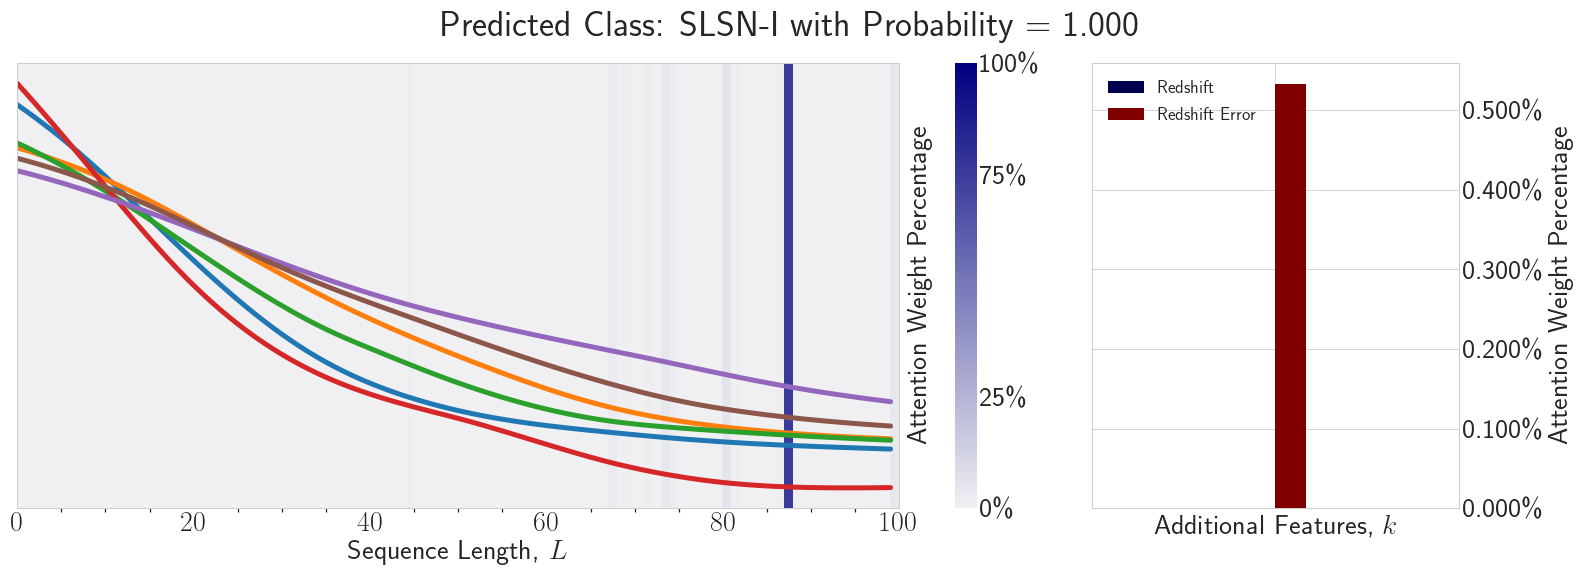 Predicted Class: SLSN-I with Probability = 1.000
100%
75%
25%
0%
Attention Weight Percentage
0 20 40 60 80 100
Sequence Length, L
Redshift
Redshift Error
0.500%
0.400%
0.300%
0.200%
0.100%
0.000%
Attention Weight Percentage
Additional Features, k